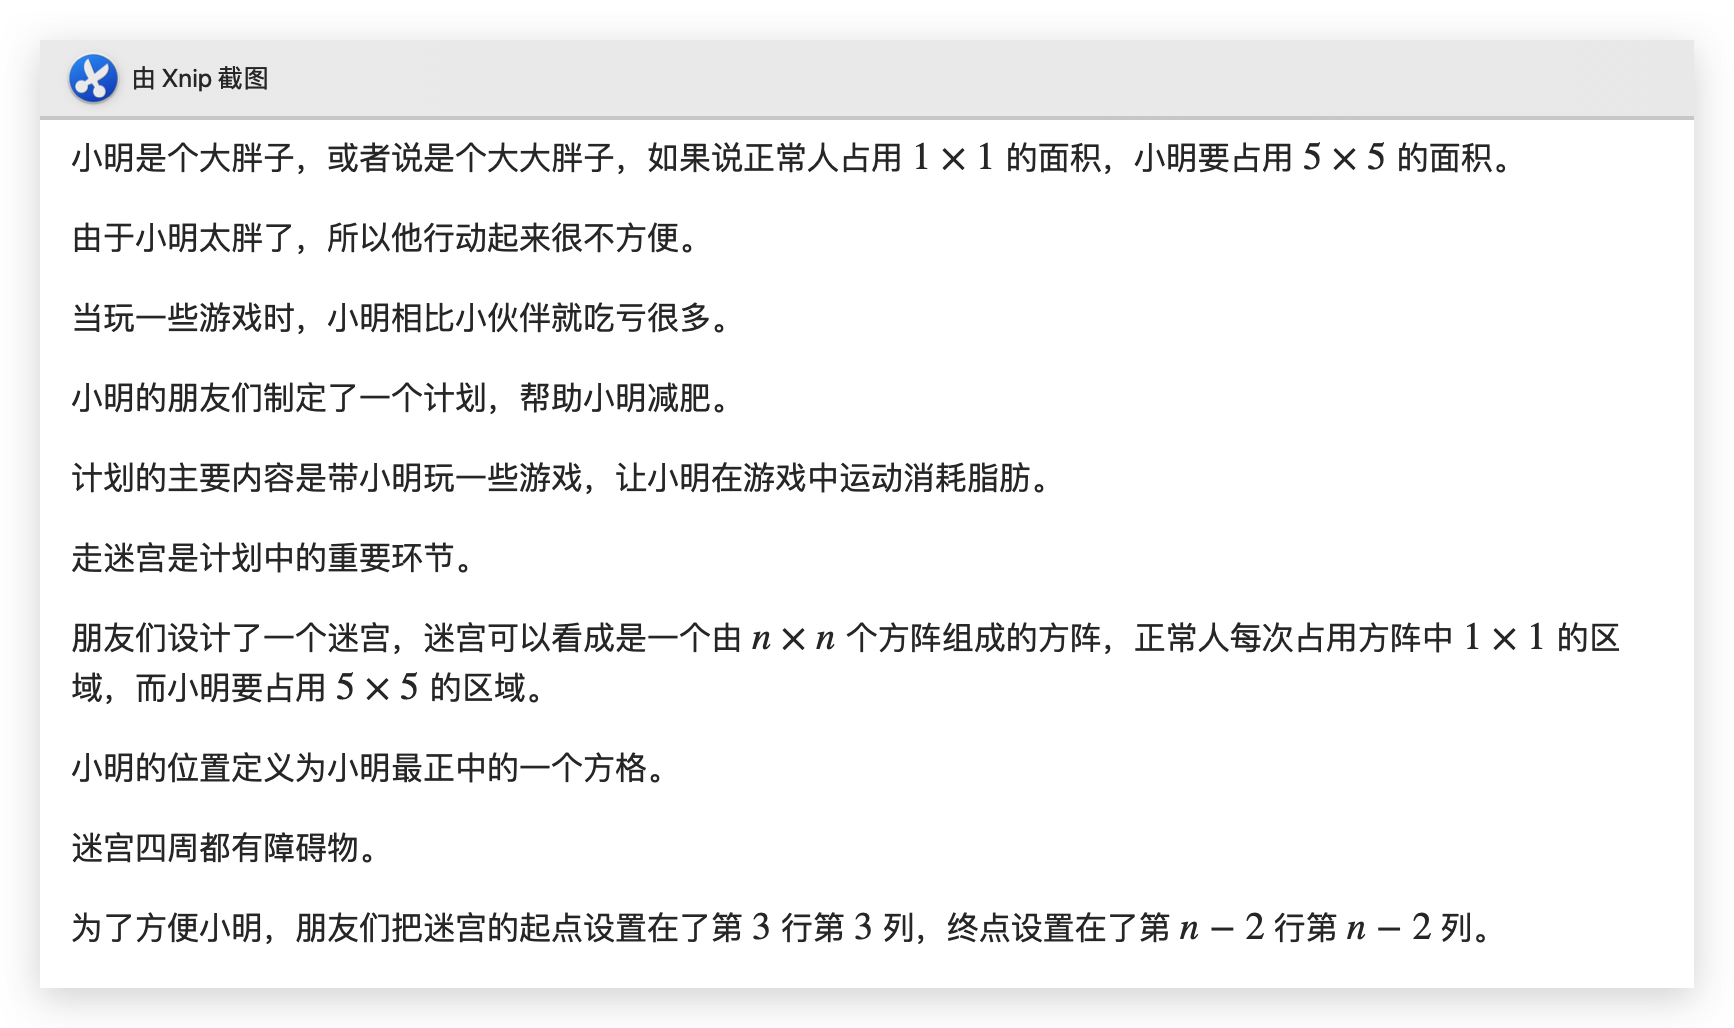 由 Xnip 截图
小明是个大胖子，或者说是个大大胖子，如果说正常人占用 1 × 1 的面积，小明要占用 5 × 5 的面积。
由于小明太胖了，所以他行动起来很不方便。
当玩一些游戏时，小明相比小伙伴就吃亏很多。
小明的朋友们制定了一个计划，帮助小明减肥。
计划的主要内容是带小明玩一些游戏，让小明在游戏中运动消耗脂肪。
走迷宫是计划中的重要环节。
朋友们设计了一个迷宫，迷宫可以看成是一个由 n × n 个方阵组成的方阵，正常人每次占用方阵中 1 × 1 的区
域，而小明要占用 5 × 5 的区域。
小明的位置定义为小明最正中的一个方格。
迷宫四周都有障碍物。
为了方便小明，朋友们把迷宫的起点设置在了第 3 行第 3 列，终点设置在了第 n − 2 行第 n − 2 列。